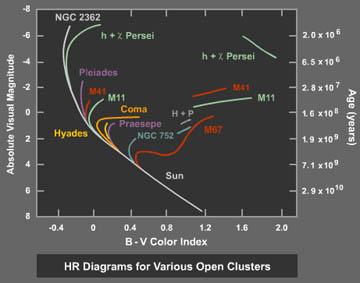 -8
-6
-4
-2
0
2
4
6
8
Absolute Visual Magnitude
NGC 2362
h + χ Persei
h + χ Persei
Pleiades
M41
M11
M41
M11
Coma
H + P
Hyades
Praesepe
NGC 752
M67
Sun
2.0 x 10⁶
6.5 x 10⁶
2.8 x 10⁷
1.6 x 10⁸
1.9 x 10⁹
7.1 x 10⁹
2.9 x 10¹⁰
Age (years)
-0.4 0 0.4 0.8 1.2 1.6 2.0
B - V Color Index
HR Diagrams for Various Open Clusters